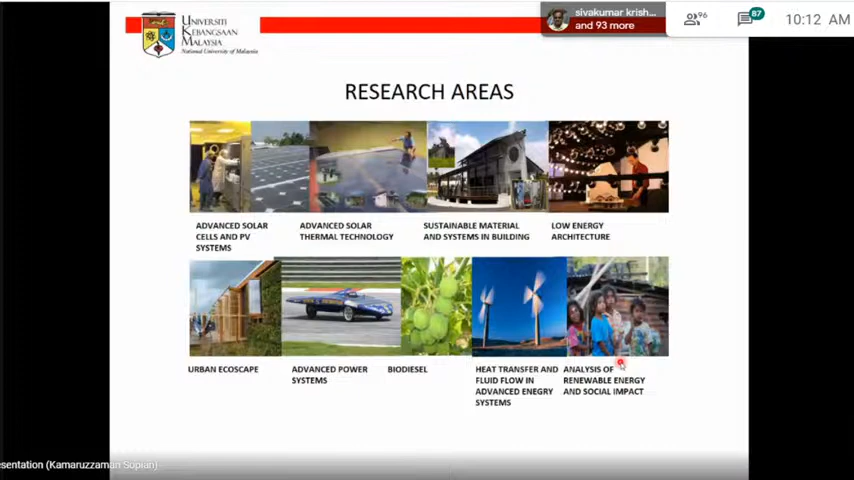 sivakumar krish...
and 93 more
96
87
10:12 AM
UNIVERSITI
KEBANGSAAN
MALAYSIA
National University of Malaysia
RESEARCH AREAS
ADVANCED SOLAR
CELLS AND PV
SYSTEMS
ADVANCED SOLAR
THERMAL TECHNOLOGY
SUSTAINABLE MATERIAL
AND SYSTEMS IN BUILDING
LOW ENERGY
ARCHITECTURE
URBAN ECOSCAPE
ADVANCED POWER
SYSTEMS
BIODIESEL
HEAT TRANSFER AND
FLUID FLOW IN
ADVANCED ENEGRY
SYSTEMS
ANALYSIS OF
RENEWABLE ENERGY
AND SOCIAL IMPACT
esentation (Kamaruzzaman Sopian)